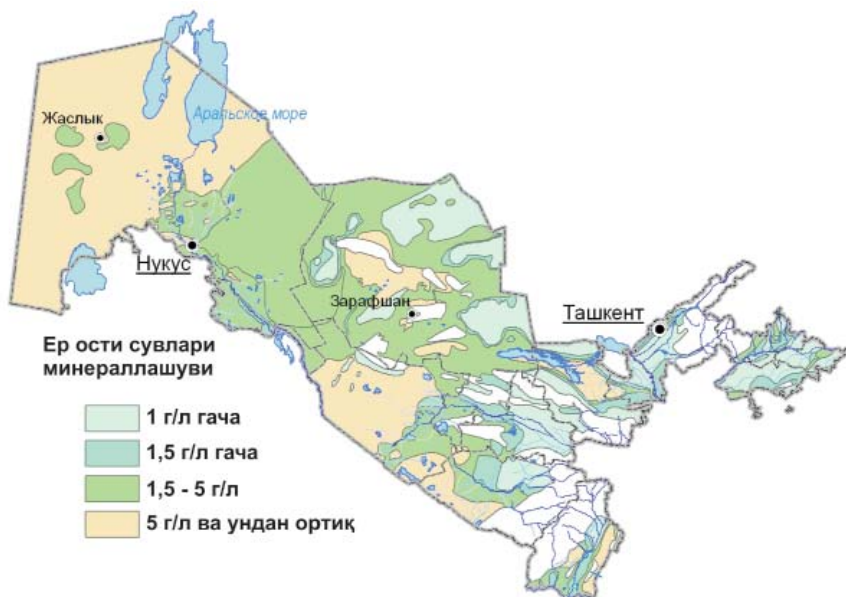 Аральское море
Жаслык
Нукус
Зарафшан
Ташкент
Ер ости сувлари
минераллашуви
1 г/л гача
1,5 г/л гача
1,5 - 5 г/л
5 г/л ва ундан ортиқ